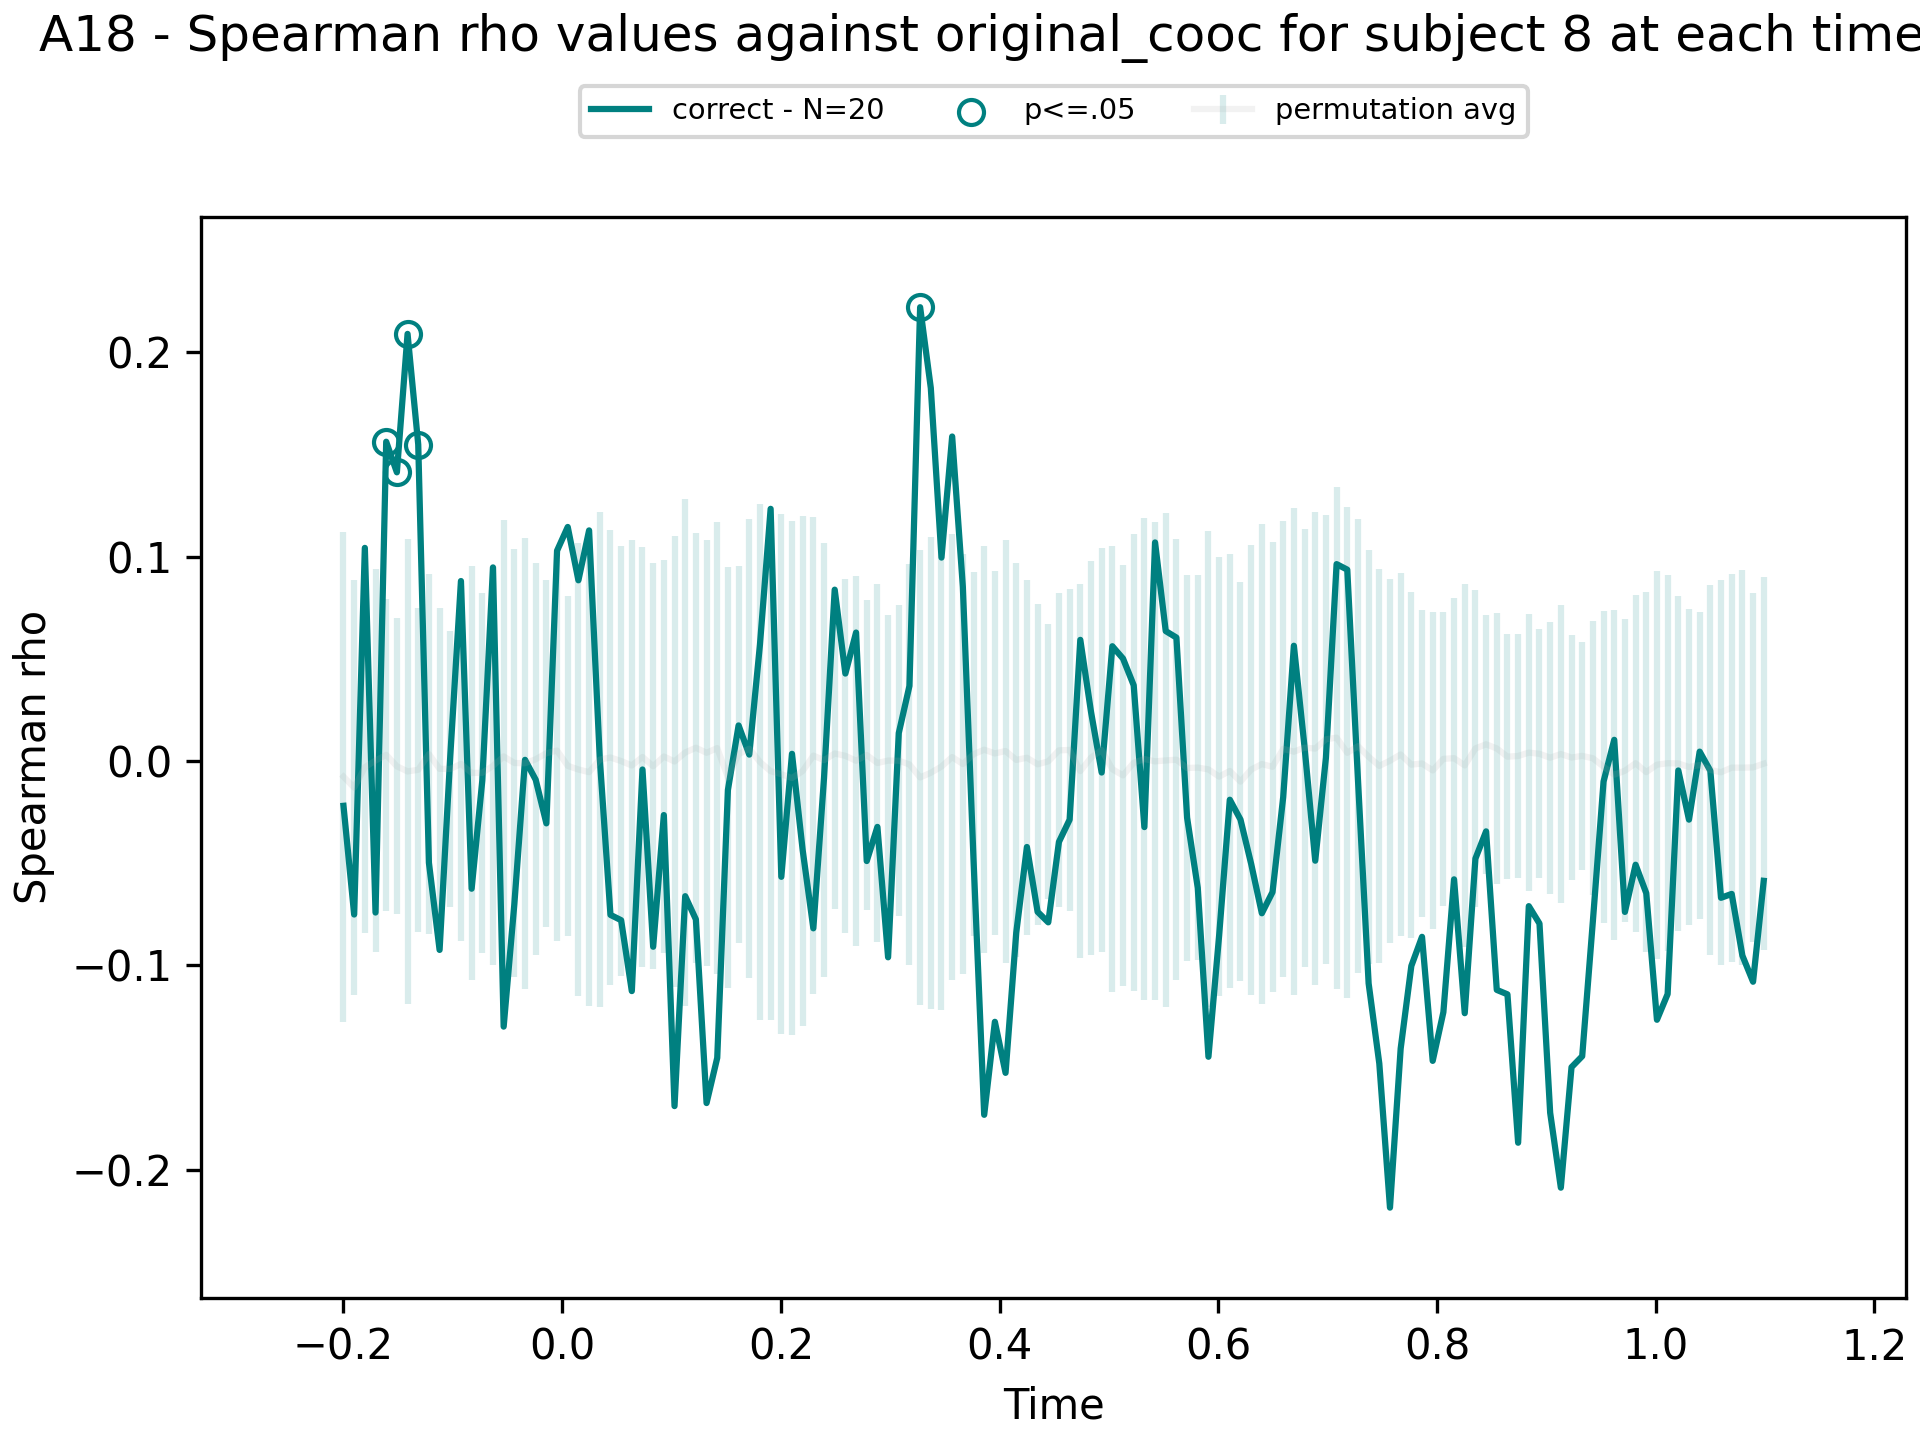 A18 - Spearman rho values against original_cooc for subject 8 at each time
correct - N=20 p<=.05 permutation avg
Spearman rho
0.2
0.1
0.0
−0.1
−0.2
−0.2 0.0 0.2 0.4 0.6 0.8 1.0 1.2
Time